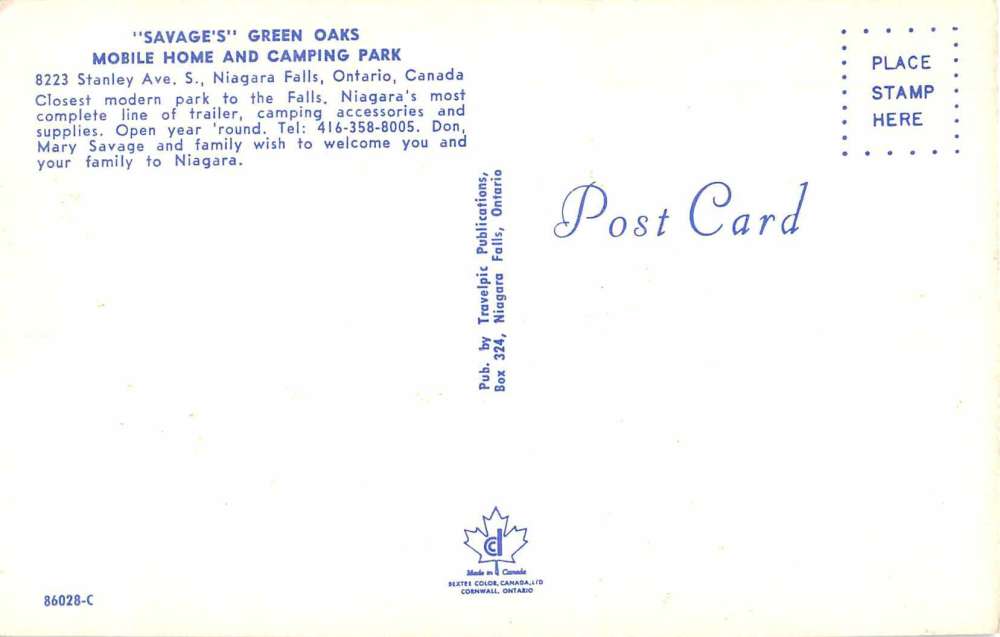 "SAVAGE'S" GREEN OAKS
MOBILE HOME AND CAMPING PARK
8223 Stanley Ave. S., Niagara Falls, Ontario, Canada
Closest modern park to the Falls. Niagara's most
complete line of trailer, camping accessories and
supplies. Open year 'round. Tel: 416-358-8005. Don,
Mary Savage and family wish to welcome you and
your family to Niagara.
PLACE
STAMP
HERE
Post Card
Pub. by Travelpic Publications,
Box 324, Niagara Falls, Ontario
Made in Canada
DEXTER COLOR, CANADA, LTD
CORNWALL, ONTARIO
86028-C